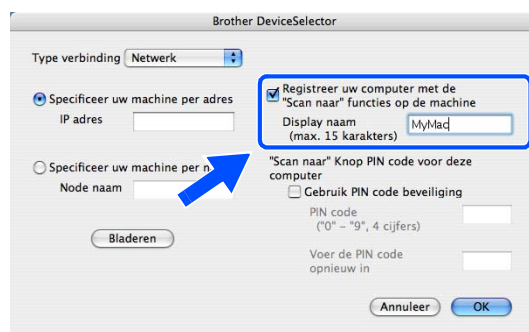 Brother DeviceSelector
Type verbinding Netwerk
Specificeer uw machine per adres
IP adres
Specificeer uw machine per n
Node naam
Bladeren
Registreer uw computer met de
"Scan naar" functies op de machine
Display naam MyMac
(max. 15 karakters)
"Scan naar" Knop PIN code voor deze
computer
Gebruik PIN code beveiliging
PIN code
("0" – "9", 4 cijfers)
Voer de PIN code
opnieuw in
Annuleer OK